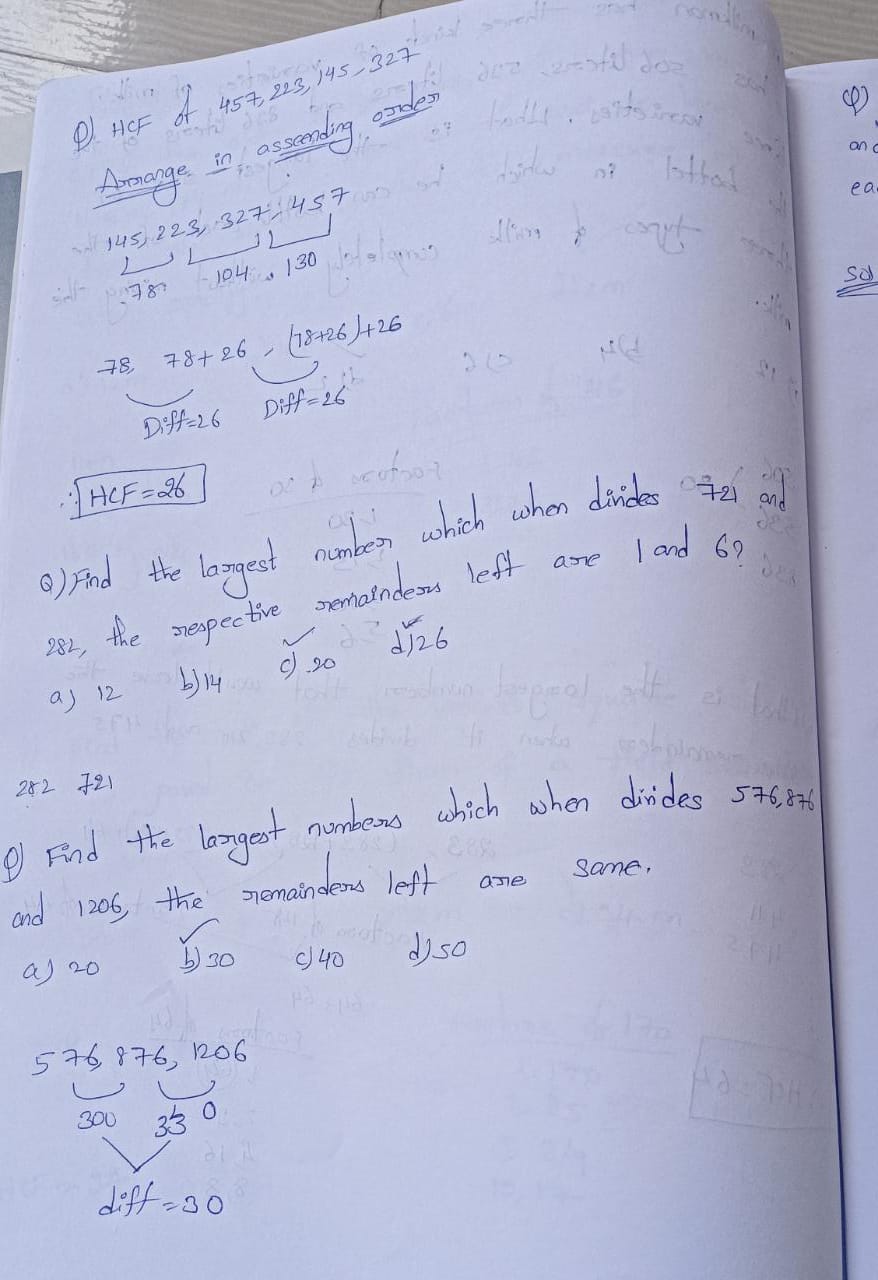 Q) HCF of 457, 223, 145, 327
Arrange in asscending order
145, 223, 327, 457
78 104 130
78, 78+26, (78+26)+26
Diff=26 Diff=26
∴ HCF=26
Q) Find the largest number which when divides 721 and
282, the respective remainders left are 1 and 6?
a) 12 b) 14 c) 20 d) 26
282 721
Q) Find the largest numbers which when divides 576, 876
and 1206, the remainders left are same.
a) 20 b) 30 c) 40 d) 50
576, 876, 1206
300 330
diff=30
Q)
and
ea
Sol